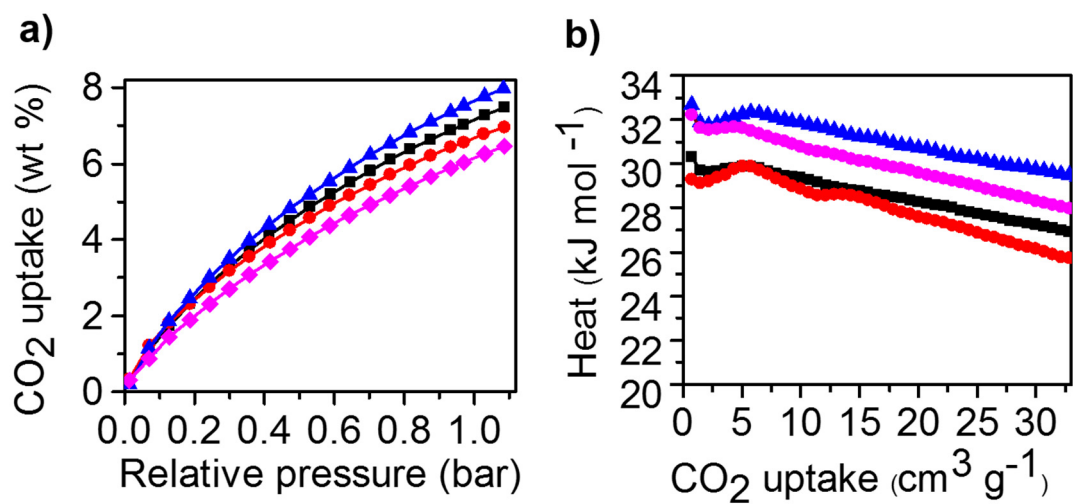 a)
CO2 uptake (wt %)
8
6
4
2
0
0.0 0.2 0.4 0.6 0.8 1.0
Relative pressure (bar)
b)
Heat (kJ mol⁻¹)
34
32
30
28
26
24
22
20
0 5 10 15 20 25 30
CO2 uptake (cm³ g⁻¹)